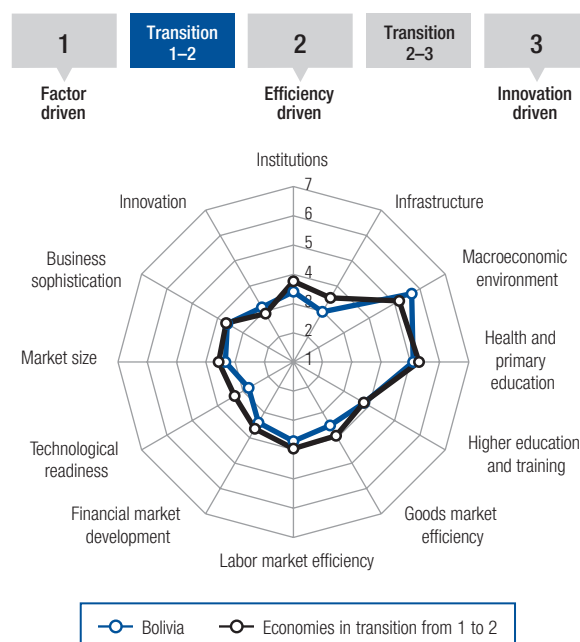 1
Transition
1–2
2
Transition
2–3
3
Factor
driven
Efficiency
driven
Innovation
driven
Institutions
Infrastructure
Macroeconomic
environment
Health and
primary
education
Higher education
and training
Goods market
efficiency
Labor market efficiency
Financial market
development
Technological
readiness
Market size
Business
sophistication
Innovation
7
6
5
4
3
2
1
Bolivia
Economies in transition from 1 to 2